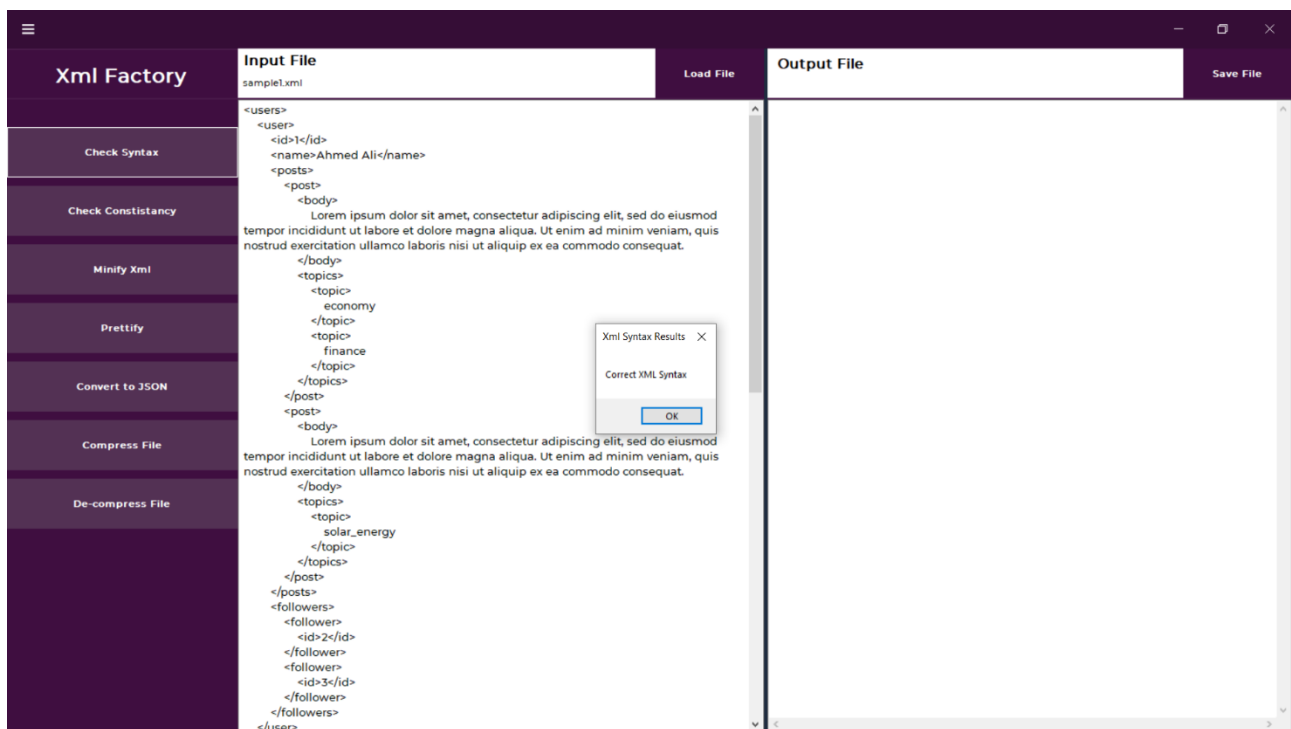 Xml Factory
Check Syntax
Check Constistancy
Minify Xml
Prettify
Convert to JSON
Compress File
De-compress File
Input File
sample1.xml
Load File
<users>
<user>
<id>1</id>
<name>Ahmed Ali</name>
<posts>
<post>
<body>
Lorem ipsum dolor sit amet, consectetur adipiscing elit, sed do eiusmod
tempor incididunt ut labore et dolore magna aliqua. Ut enim ad minim veniam, quis
nostrud exercitation ullamco laboris nisi ut aliquip ex ea commodo consequat.
</body>
<topics>
<topic>
economy
</topic>
<topic>
finance
</topic>
</topics>
</post>
<post>
<body>
Lorem ipsum dolor sit amet, consectetur adipiscing elit, sed do eiusmod
tempor incididunt ut labore et dolore magna aliqua. Ut enim ad minim veniam, quis
nostrud exercitation ullamco laboris nisi ut aliquip ex ea commodo consequat.
</body>
<topics>
<topic>
solar_energy
</topic>
</topics>
</post>
</posts>
<followers>
<follower>
<id>2</id>
</follower>
<follower>
<id>3</id>
</follower>
</followers>
</user>
Xml Syntax Results
Correct XML Syntax
OK
Output File
Save File